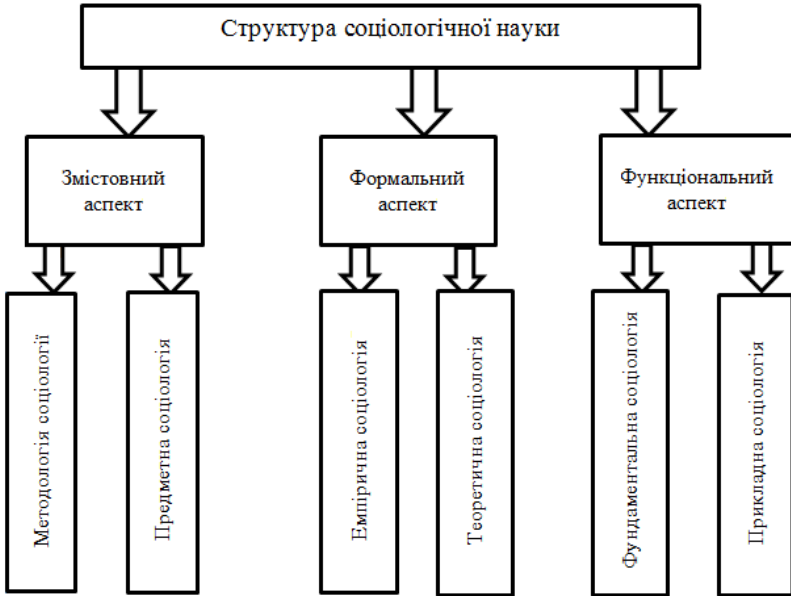 Структура соціологічної науки
Змістовний
аспект
Формальний
аспект
Функціональний
аспект
Методологія соціології
Предметна соціологія
Емпірична соціологія
Теоретична соціологія
Фундаментальна соціологія
Прикладна соціологія